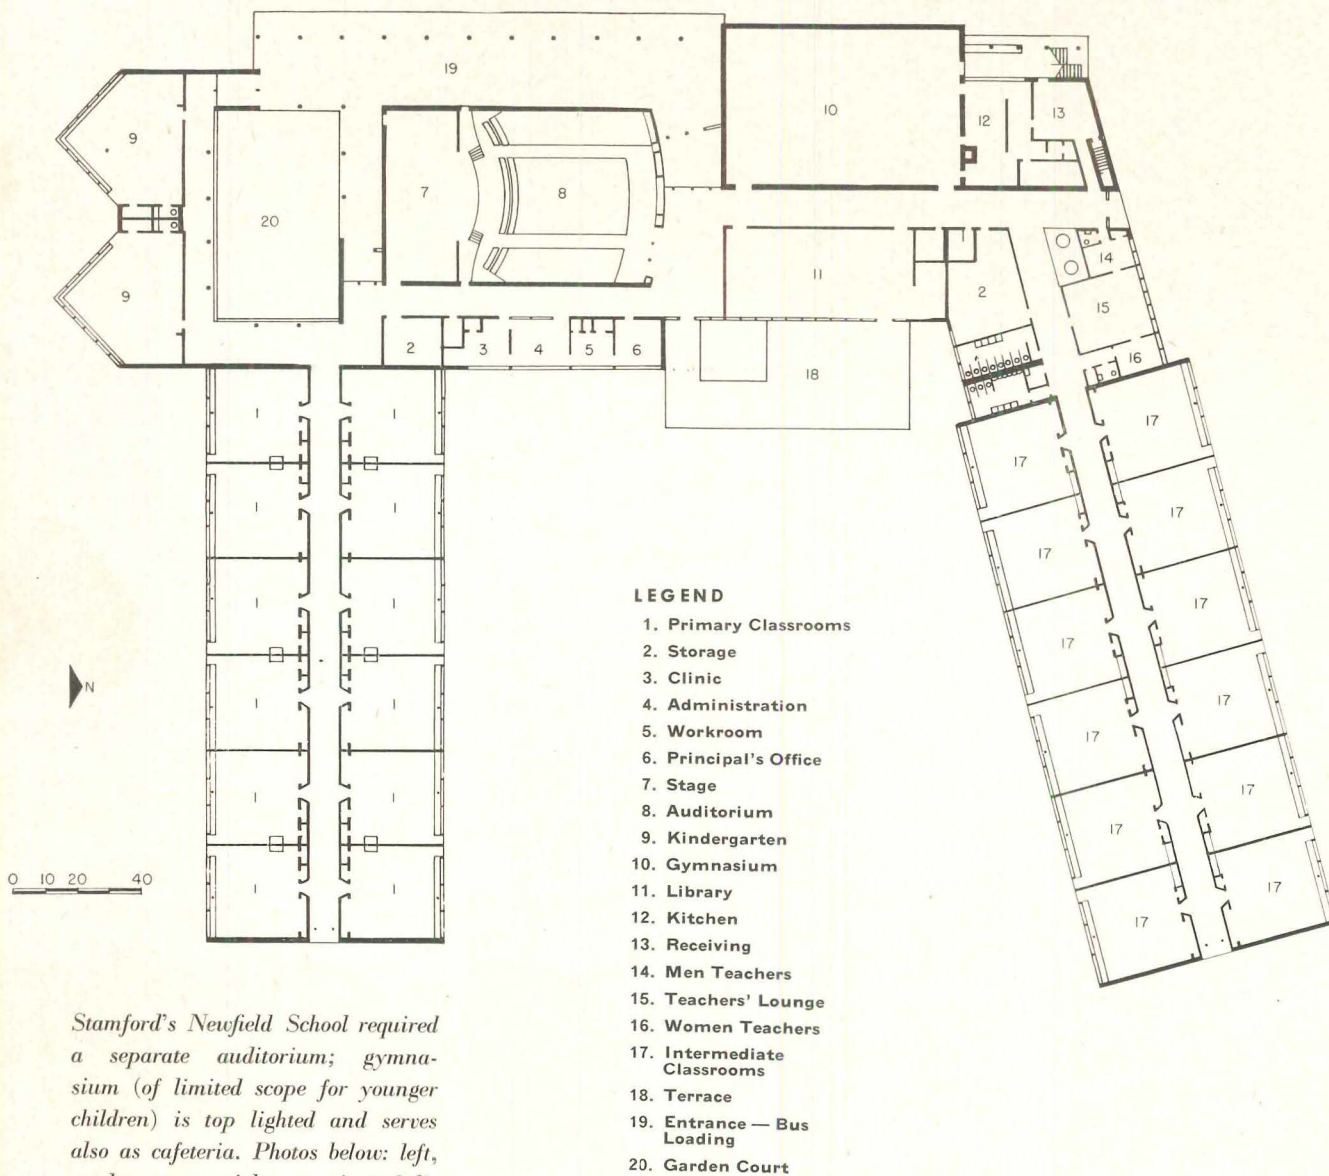 19
10
12
13
9
7
8
20
14
11
2
15
9
2
3
4
5
6
16
18
1
1
17
17
1
1
17
17
1
1
17
17
1
1
17
17
1
1
17
17
1
1
17
17
N
0 10 20 40
LEGEND
1. Primary Classrooms
2. Storage
3. Clinic
4. Administration
5. Workroom
6. Principal's Office
7. Stage
8. Auditorium
9. Kindergarten
10. Gymnasium
11. Library
12. Kitchen
13. Receiving
14. Men Teachers
15. Teachers' Lounge
16. Women Teachers
17. Intermediate
Classrooms
18. Terrace
19. Entrance — Bus
Loading
20. Garden Court
Stamford's Newfield School required
a separate auditorium; gymna-
sium (of limited scope for younger
children) is top lighted and serves
also as cafeteria. Photos below: left,